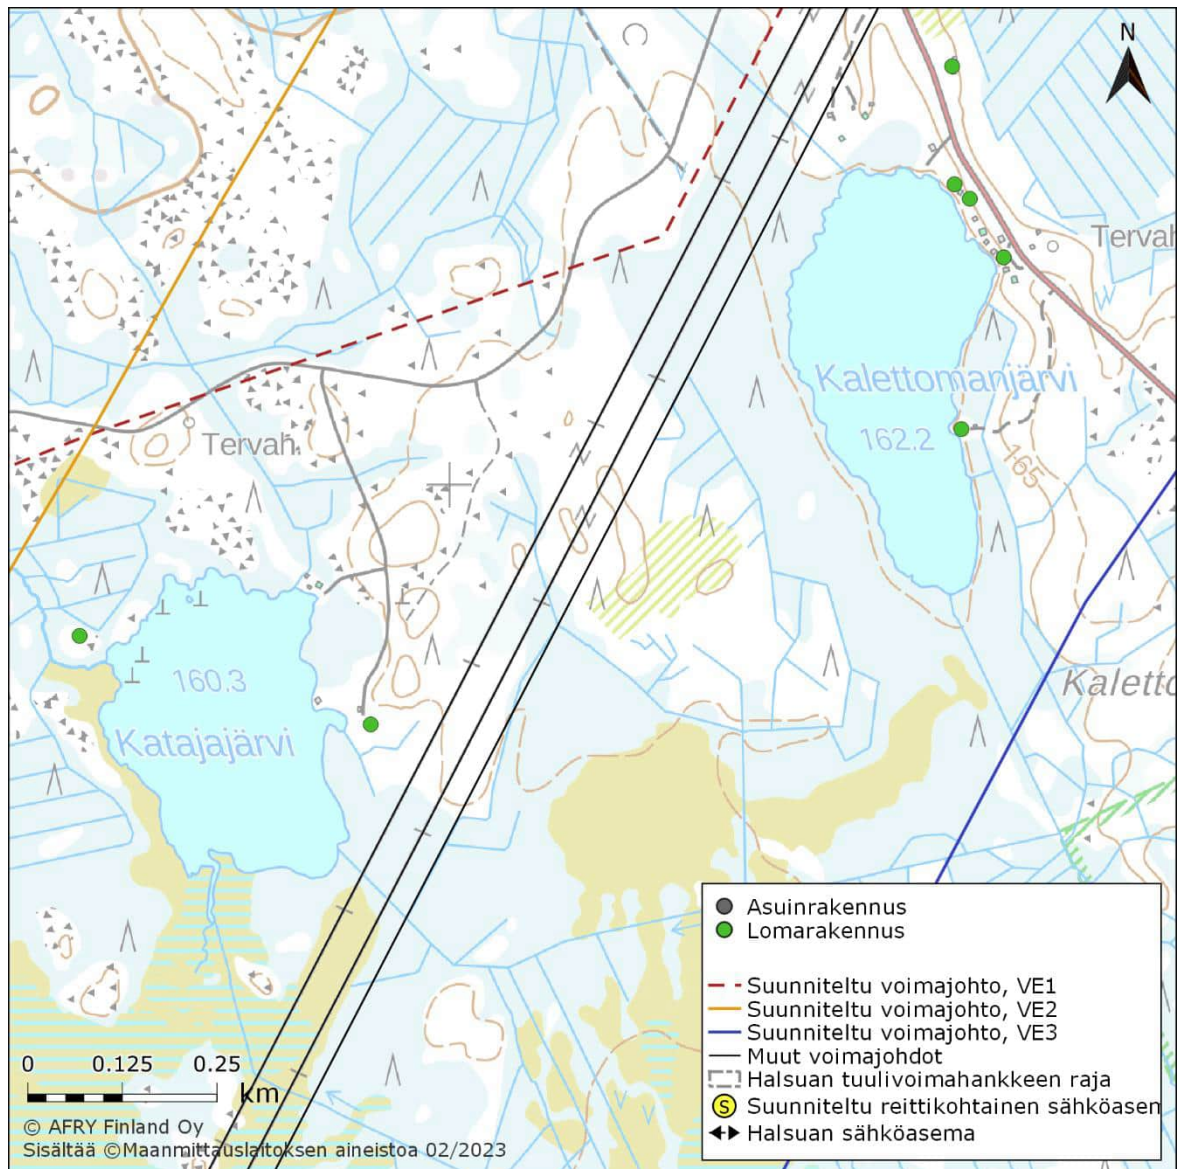 N
Tervah
Kalettomanjärvi
162.2
165
Tervah.
160.3
Katajajärvi
Kaletto
Asuinrakennus
Lomarakennus
Suunniteltu voimajohto, VE1
Suunniteltu voimajohto, VE2
Suunniteltu voimajohto, VE3
Muut voimajohdot
Halsuan tuulivoimahankkeen raja
S Suunniteltu reittikohtainen sähköasen
Halsuan sähköasema
0 0.125 0.25
km
© AFRY Finland Oy
Sisältää ©Maanmittauslaitoksen aineistoa 02/2023